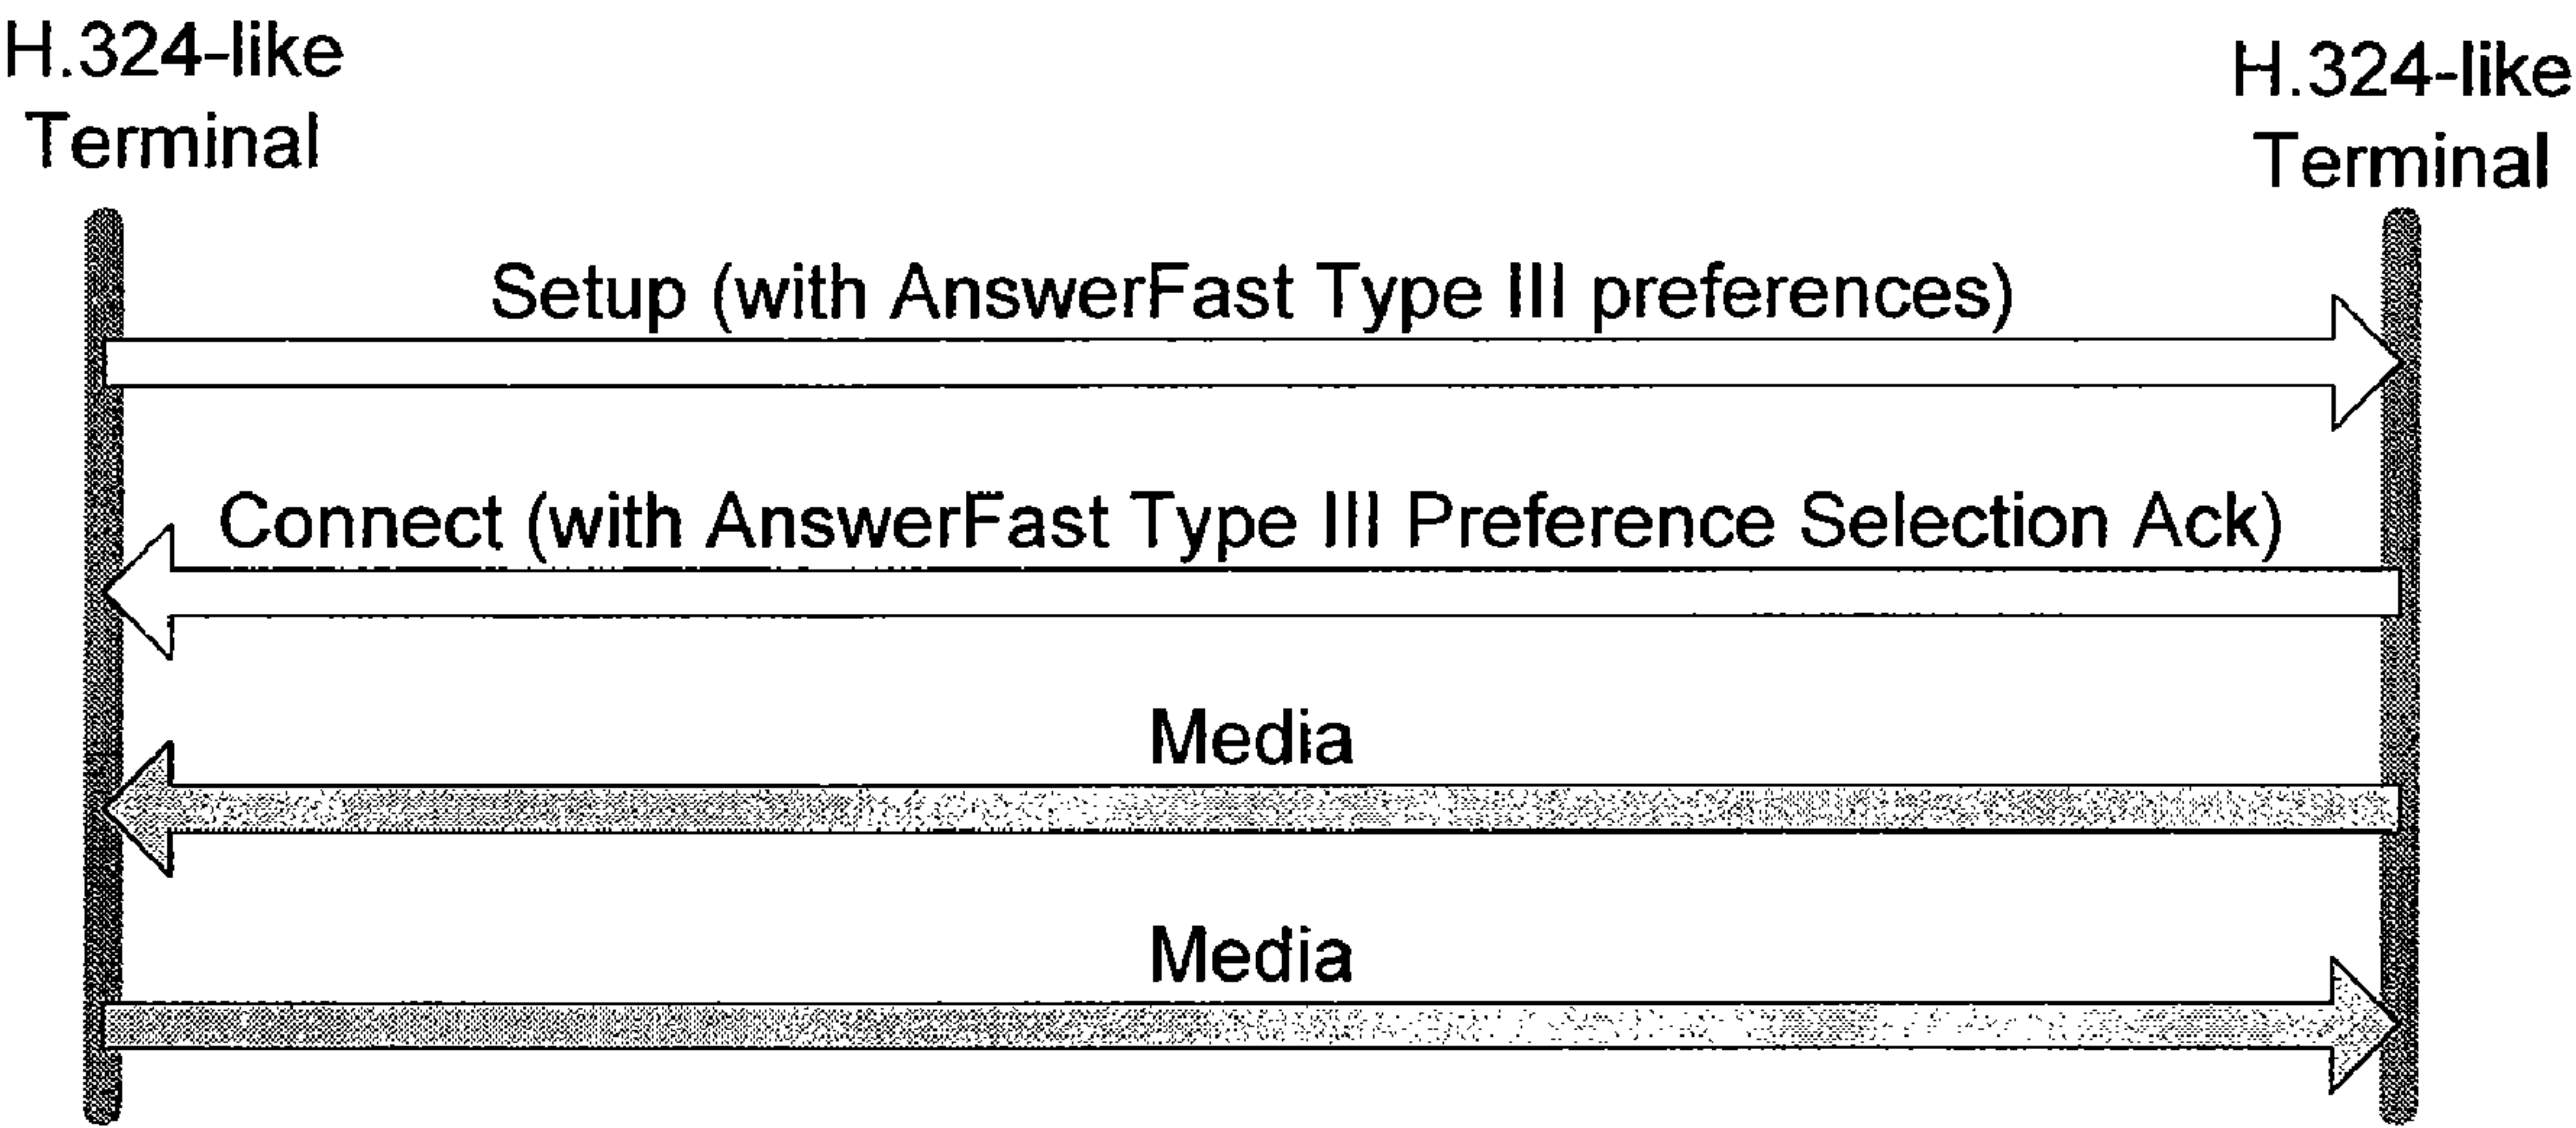 H.324-like
Terminal
H.324-like
Terminal
Setup (with AnswerFast Type III preferences)
Connect (with AnswerFast Type III Preference Selection Ack)
Media
Media